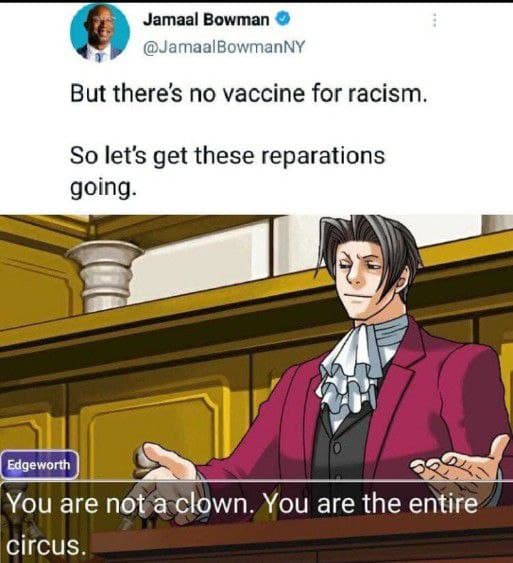 Jamaal Bowman
@JamaalBowmanNY
But there's no vaccine for racism.
So let's get these reparations
going.
Edgeworth
You are not a clown. You are the entire
circus.